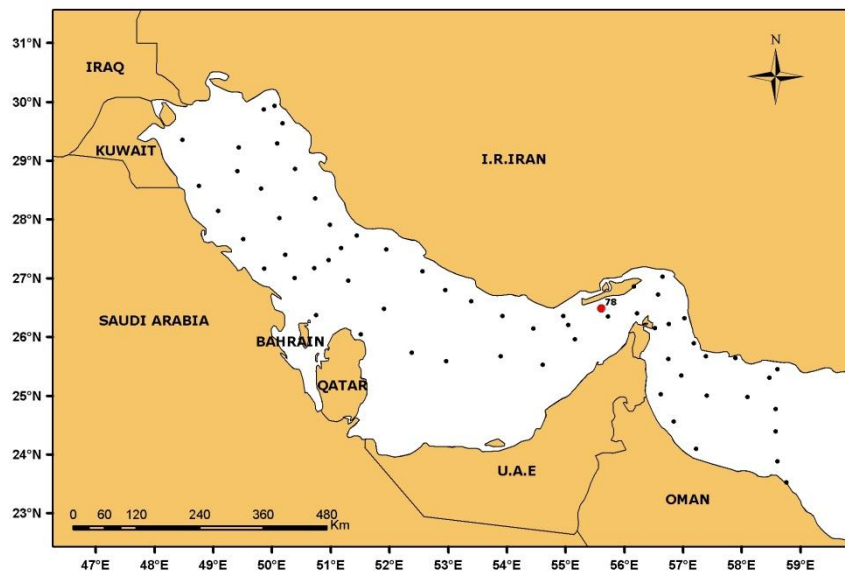 31°N
N
IRAQ
30°N
78
KUWAIT
29°N
I.R.IRAN
28°N
27°N
SAUDI ARABIA
26°N
BAHRAIN
QATAR
25°N
24°N
U.A.E
OMAN
23°N
0 60 120 240 360 480
Km
47°E 48°E 49°E 50°E 51°E 52°E 53°E 54°E 55°E 56°E 57°E 58°E 59°E